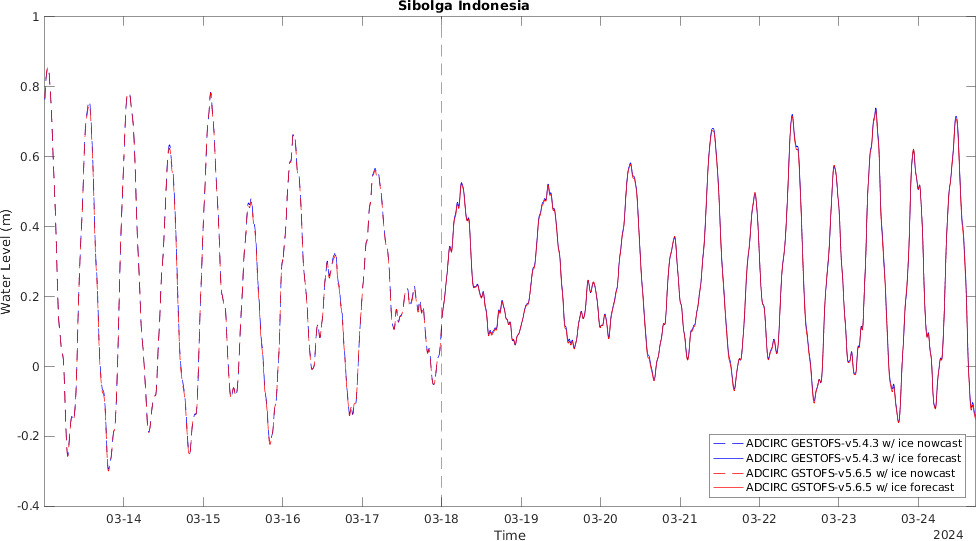 Sibolga Indonesia
1
0.8
0.6
0.4
0.2
0
-0.2
-0.4
Water Level (m)
ADCIRC GESTOFS-v5.4.3 w/ ice nowcast
ADCIRC GESTOFS-v5.4.3 w/ ice forecast
ADCIRC GSTOFS-v5.6.5 w/ ice nowcast
ADCIRC GSTOFS-v5.6.5 w/ ice forecast
03-14 03-15 03-16 03-17 03-18 03-19 03-20 03-21 03-22 03-23 03-24
Time
2024